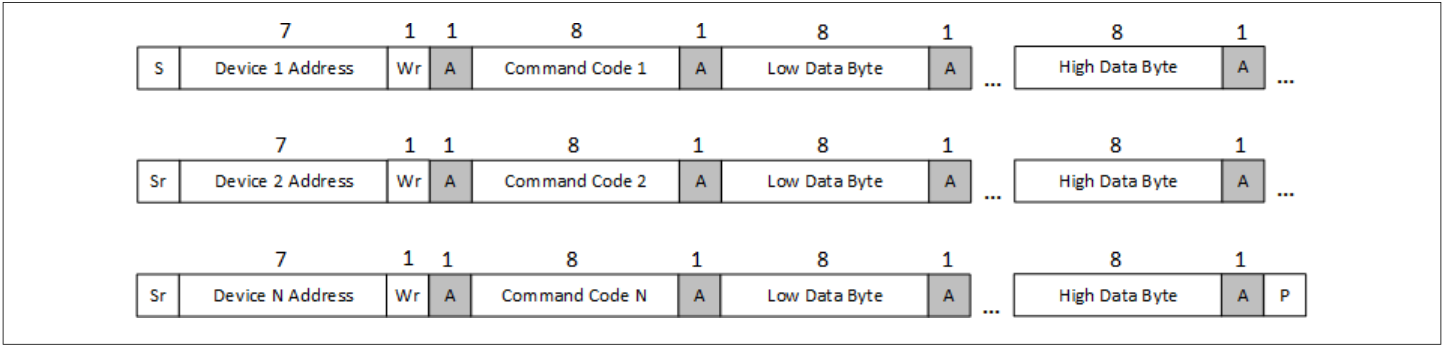 7 1 1 8 1 8 1 8 1
S Device 1 Address Wr A Command Code 1 A Low Data Byte A ... High Data Byte A ...
7 1 1 8 1 8 1 8 1
Sr Device 2 Address Wr A Command Code 2 A Low Data Byte A ... High Data Byte A ...
7 1 1 8 1 8 1 8 1
Sr Device N Address Wr A Command Code N A Low Data Byte A ... High Data Byte A P